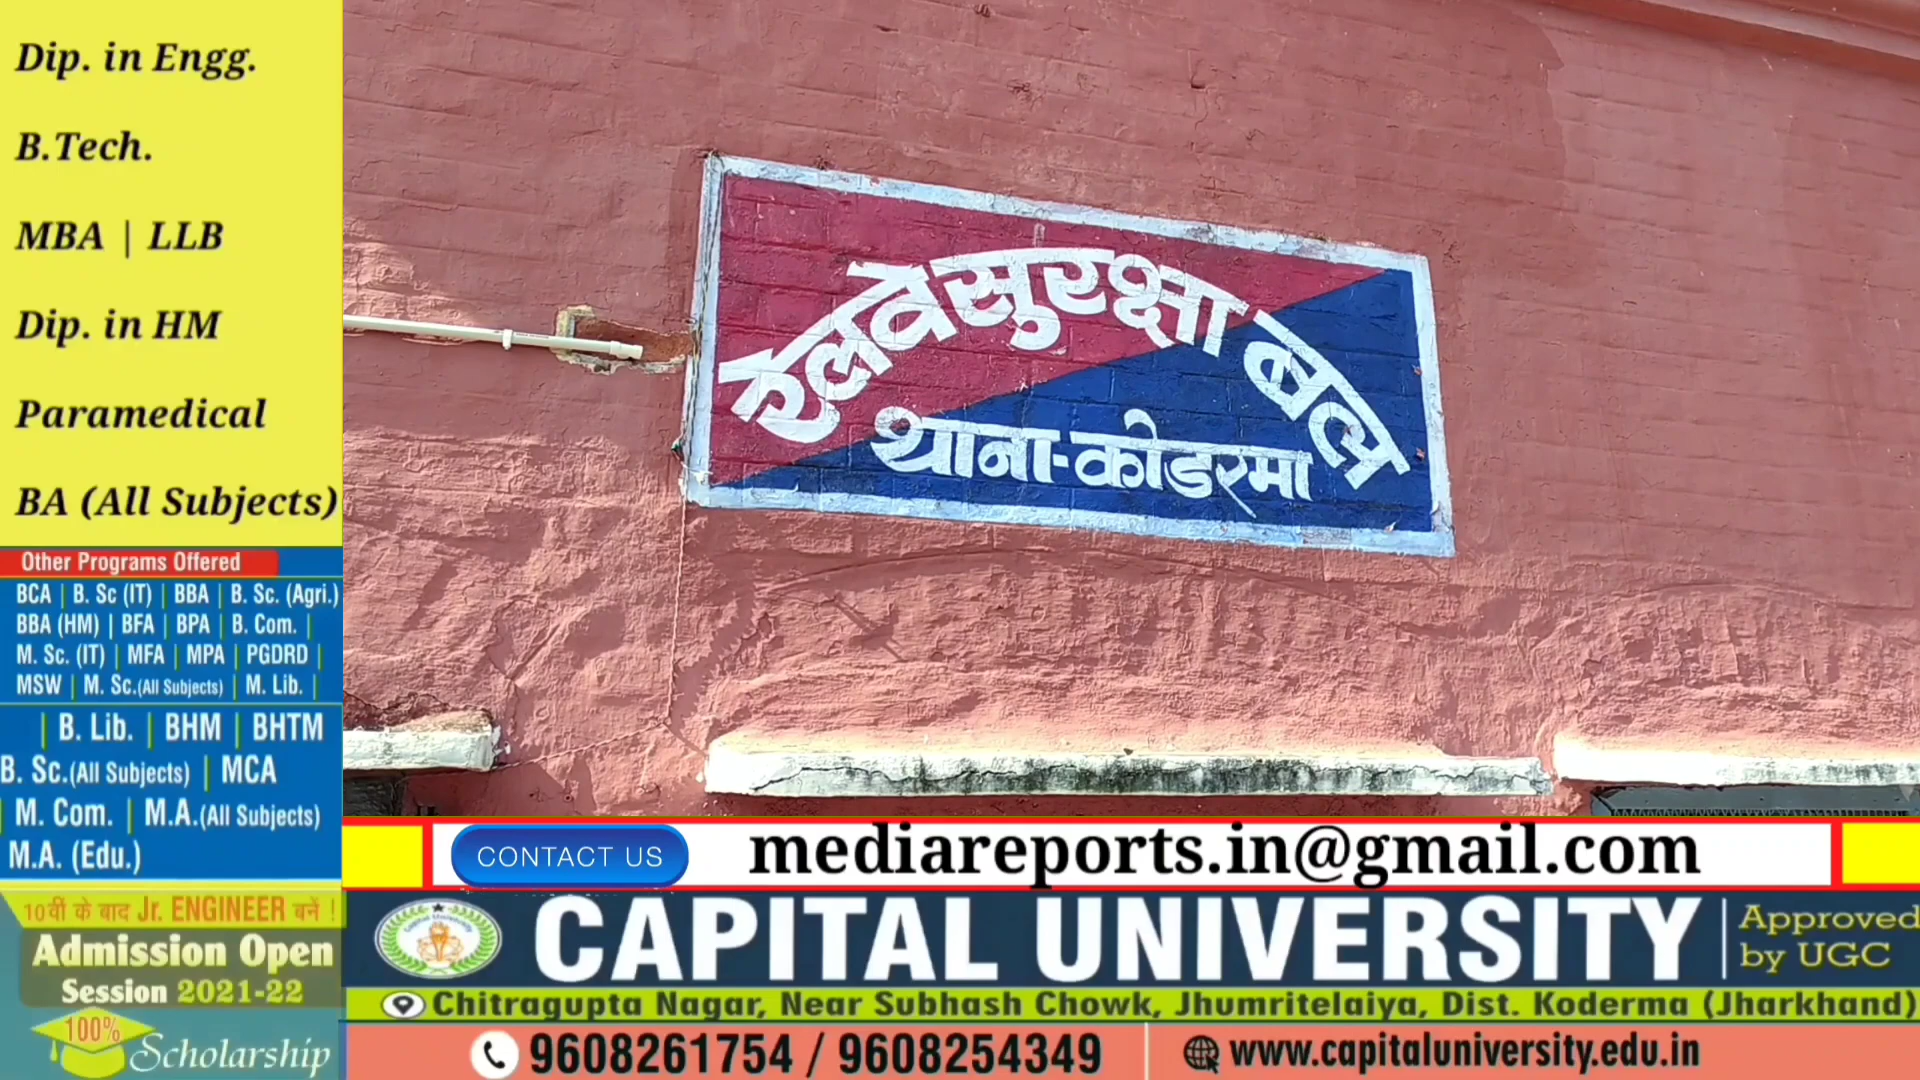 Dip. in Engg.
B.Tech.
MBA | LLB
Dip. in HM
Paramedical
BA (All Subjects)
Other Programs Offered
BCA | B. Sc (IT) | BBA | B. Sc. (Agri.)
BBA (HM) | BFA | BPA | B. Com. |
M. Sc. (IT) | MFA | MPA | PGDRD |
MSW | M. Sc.(All Subjects) | M. Lib. |
| B. Lib. | BHM | BHTM
B. Sc.(All Subjects) | MCA
| M. Com. | M.A.(All Subjects)
M.A. (Edu.)
10वीं के बाद Jr. ENGINEER बनें !
Admission Open
Session 2021-22
100%
Scholarship
रेलवे सुरक्षा बल
थाना-कोडरमा
CONTACT US
mediareports.in@gmail.com
CAPITAL UNIVERSITY
Approved
by UGC
Chitragupta Nagar, Near Subhash Chowk, Jhumritelaiya, Dist. Koderma (Jharkhand)
9608261754 / 9608254349
www.capitaluniversity.edu.in